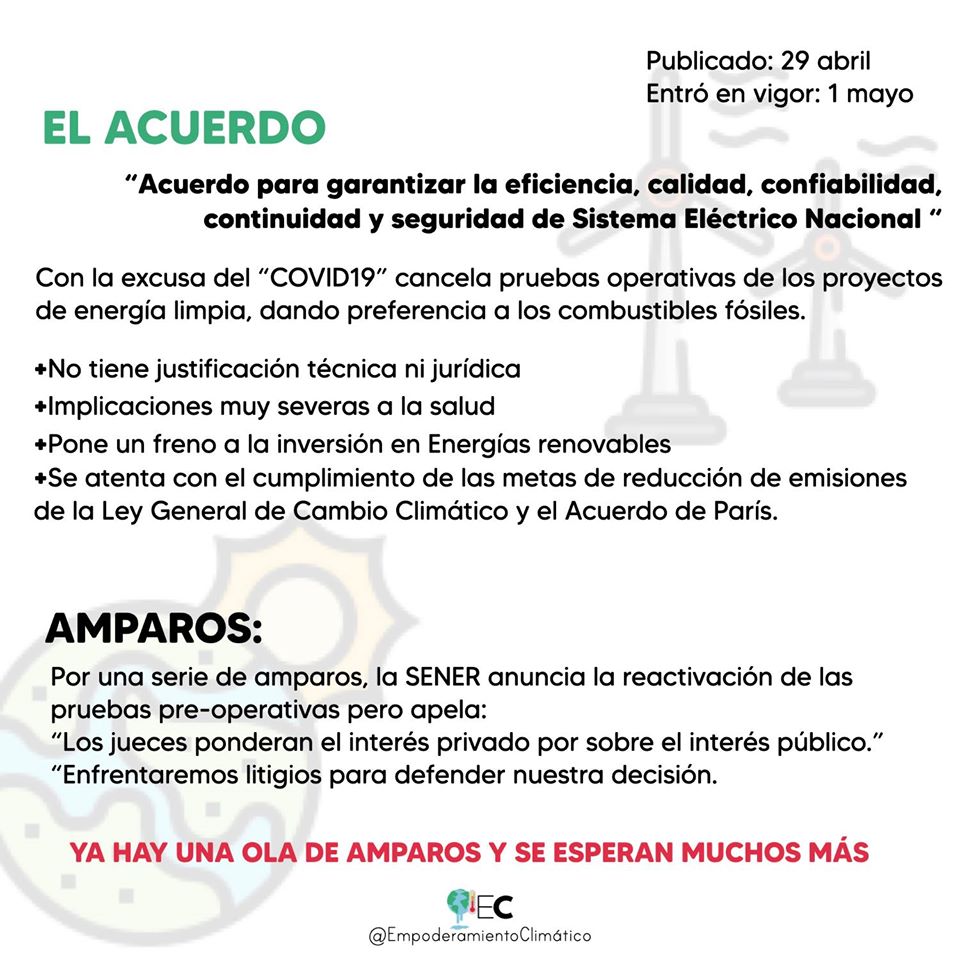 Publicado: 29 abril
Entró en vigor: 1 mayo
EL ACUERDO
“Acuerdo para garantizar la eficiencia, calidad, confiabilidad,
continuidad y seguridad de Sistema Eléctrico Nacional “
Con la excusa del “COVID19” cancela pruebas operativas de los proyectos
de energía limpia, dando preferencia a los combustibles fósiles.
+No tiene justificación técnica ni jurídica
+Implicaciones muy severas a la salud
+Pone un freno a la inversión en Energías renovables
+Se atenta con el cumplimiento de las metas de reducción de emisiones
de la Ley General de Cambio Climático y el Acuerdo de París.
AMPAROS:
Por una serie de amparos, la SENER anuncia la reactivación de las
pruebas pre-operativas pero apela:
“Los jueces ponderan el interés privado por sobre el interés público.”
“Enfrentaremos litigios para defender nuestra decisión.
YA HAY UNA OLA DE AMPAROS Y SE ESPERAN MUCHOS MÁS
EC
@EmpoderamientoClimático